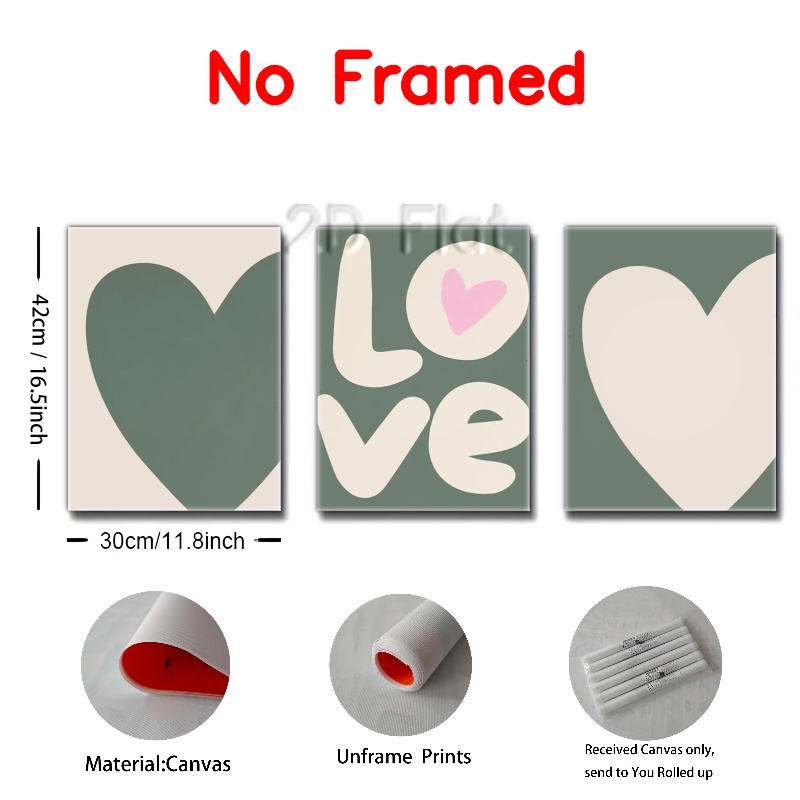 No Framed
2D Flat
42cm / 16.5inch
LO
ve
30cm/11.8inch
Material:Canvas
Unframe Prints
Received Canvas only,
send to You Rolled up